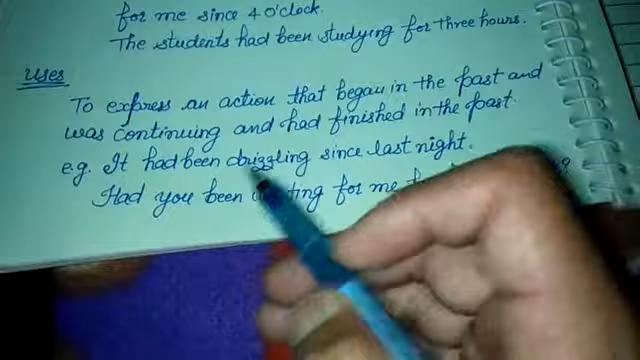 for me since 4 o'clock.
The students had been studying for three hours.
Uses
To express an action that began in the past and
was continuing and had finished in the past.
e.g. It had been drizzling since last night.
Had you been for me